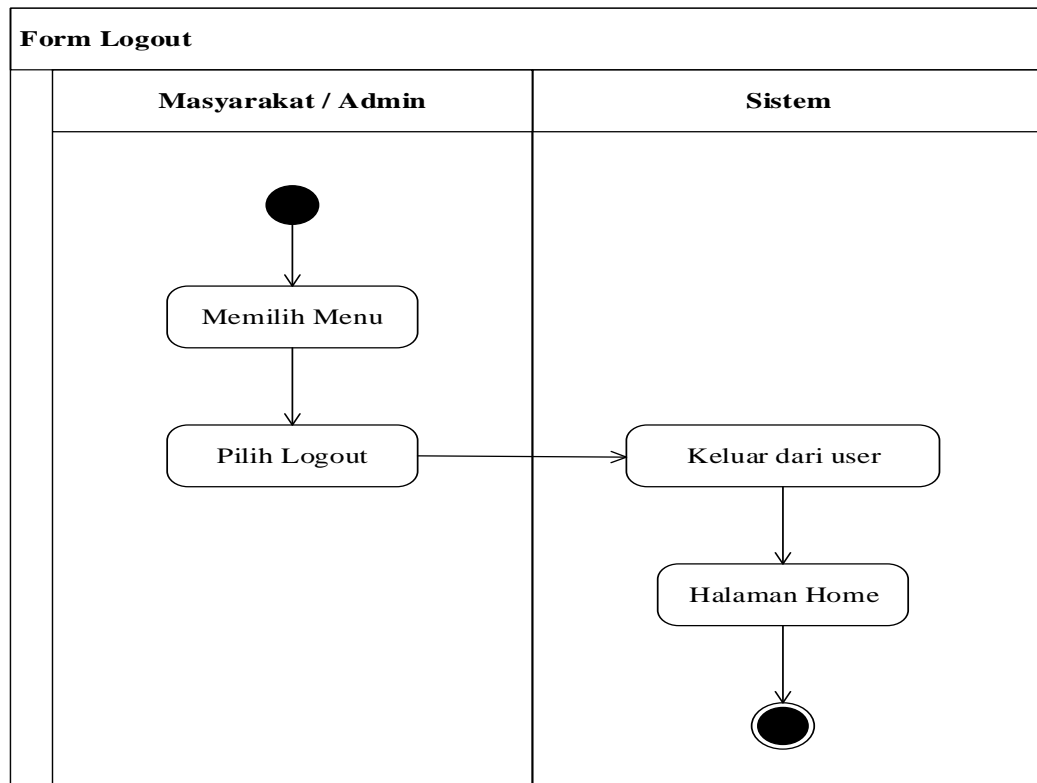 Form Logout
Masyarakat / Admin
Sistem
Memilih Menu
Pilih Logout
Keluar dari user
Halaman Home